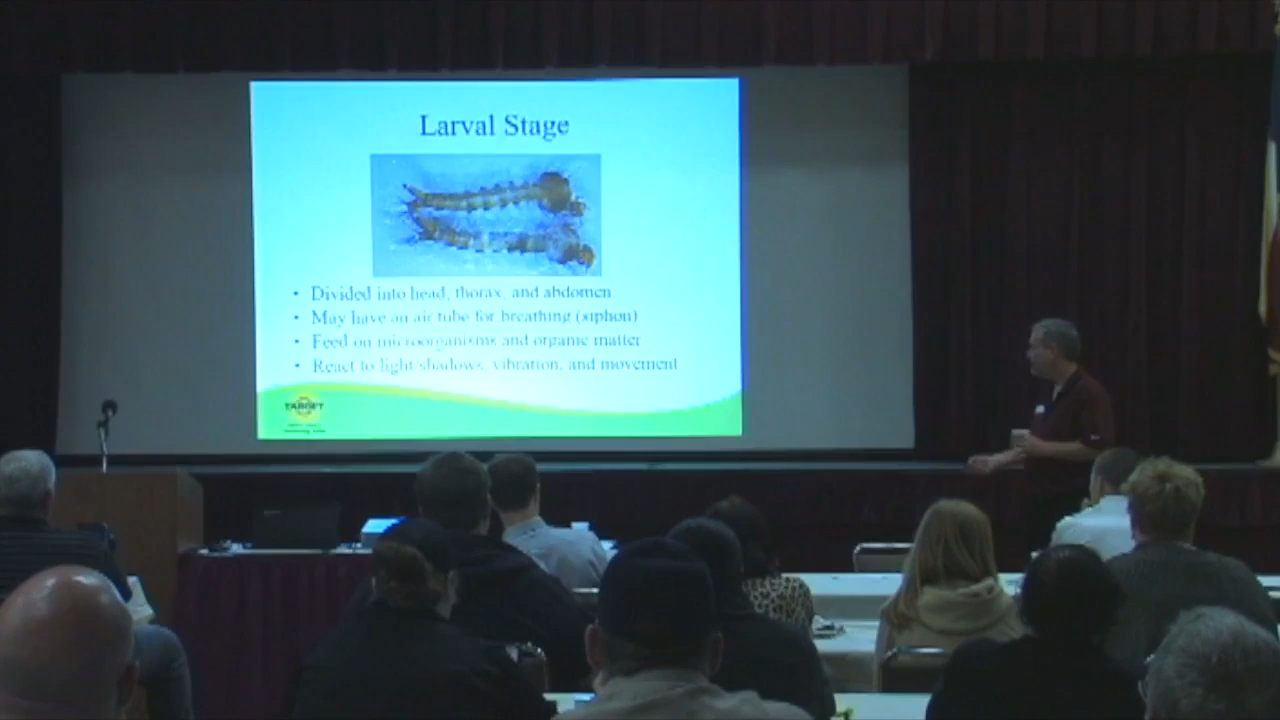 Larval Stage
• Divided into head, thorax, and abdomen
• May have an air tube for breathing (siphon)
• Feed on microorganisms and organic matter
• React to light/shadows, vibration, and movement
TARGET